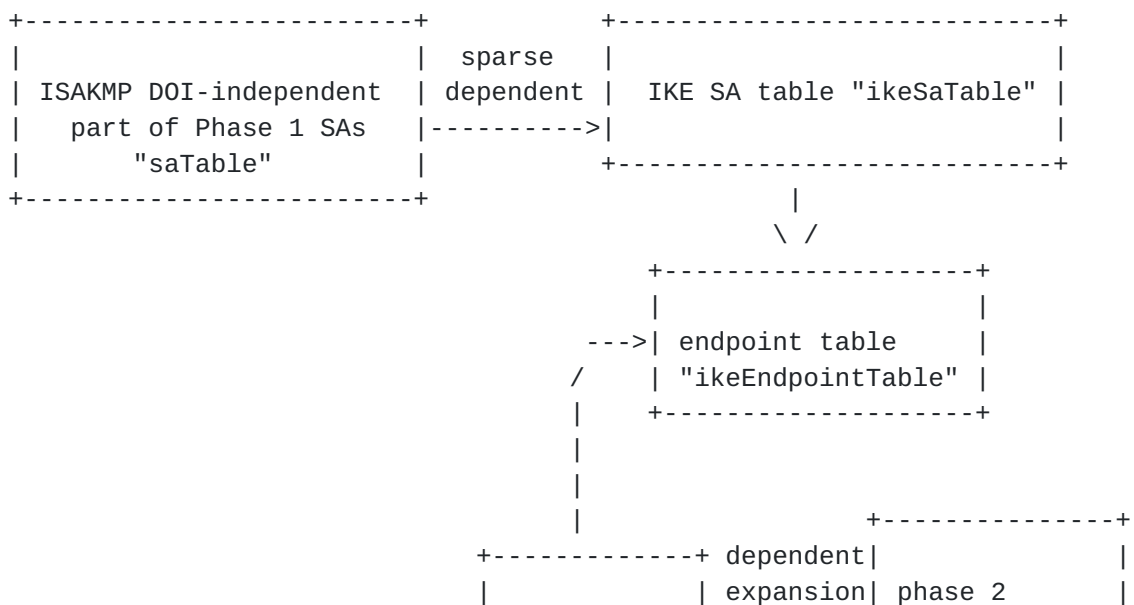 +-------------------------+           +----------------------------+
|                         |  sparse   |                            |
| ISAKMP DOI-independent  | dependent |  IKE SA table "ikeSaTable" |
|   part of Phase 1 SAs   |---------->|                            |
|       "saTable"         |           +----------------------------+
+-------------------------+                       |
                                                 \ /
                                         +--------------------+
                                         |                    |
                                     --->| endpoint table     |
                                    /    | "ikeEndpointTable" |
                                    |    +--------------------+
                                    |
                                    |
                                    |                  +---------------+
                              +-------------+ dependent|               |
                              |             | expansion| phase 2       |